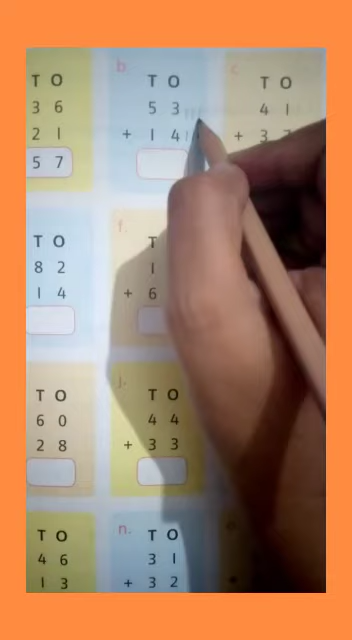 T O
3 6
2 1
5 7
b.
T O
5 3
+ 1 4
c.
T O
4 1
+ 3
T O
8 2
1 4
f.
T
1
+ 6
T O
6 0
2 8
j.
T O
4 4
+ 3 3
T O
4 6
1 3
n.
T O
3 1
+ 3 2